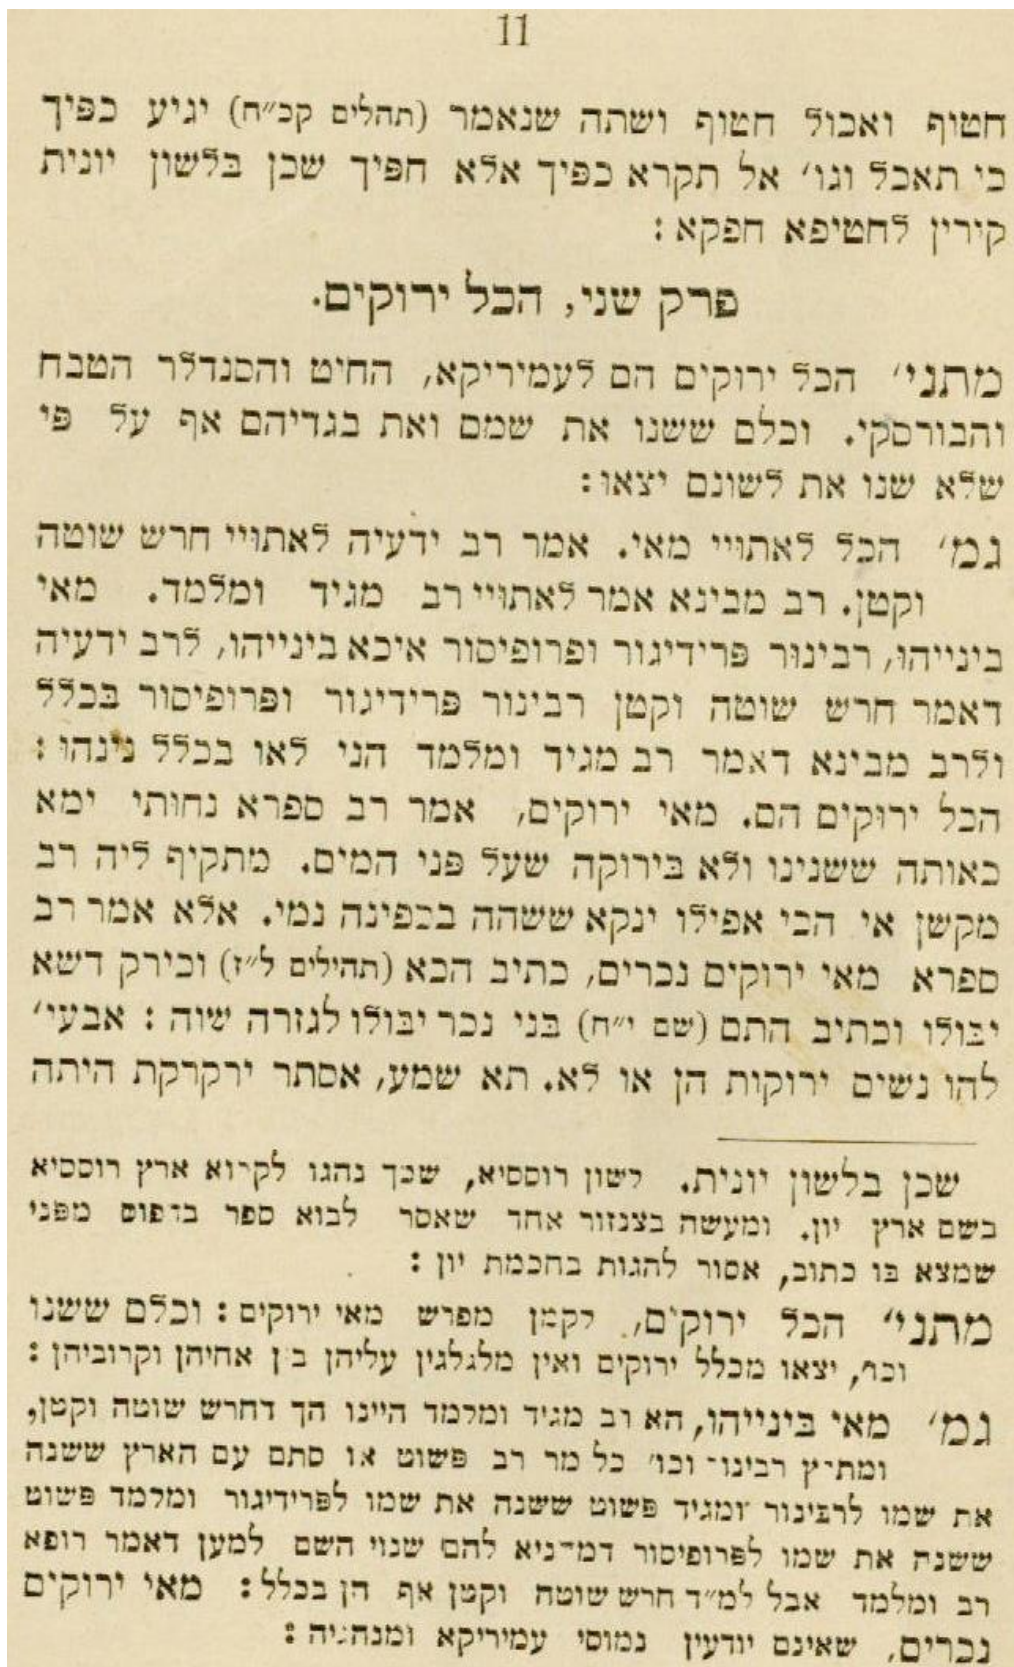 11
חטוף ואכול חטוף ושתה שנאמר (תהלים קכ״ח) יגיע כפיך
כי תאכל וגו׳ אל תקרא כפיך אלא חפיך שכן בלשון יונית
קירין לחטיפא חפקא :
פרק שני, הכל ירוקים.
מתני׳ הכל ירוקים הם לעמיריקא, החיט והסנדלר הטבח
והבורסקי. וכלם ששנו את שמם ואת בגדיהם אף על פי
שלא שנו את לשונם יצאו :
גמ׳ הכל לאתויי מאי. אמר רב ידעיה לאתויי חרש שוטה
וקטן. רב מבינא אמר לאתויי רב מגיד ומלמד. מאי
בינייהו, רבינור פרידיגור ופרופיסור איכא בינייהו, לרב ידעיה
דאמר חרש שוטה וקטן רבינור פרידיגור ופרופיסור בכלל
ולרב מבינא דאמר רב מגיד ומלמד הני לאו בכלל נינהו :
הכל ירוקים הם. מאי ירוקים, אמר רב ספרא נחותי ימא
כאותה ששנינו ולא בירוקה שעל פני המים. מתקיף ליה רב
מקשן אי הכי אפילו ינקא ששהה בספינה נמי. אלא אמר רב
ספרא מאי ירוקים נכרים, כתיב הכא (תהילים ל״ז) וכירק דשא
יבולו וכתיב התם (שם י״ח) בני נכר יבולו לגזרה שוה : אבעי׳
להו נשים ירוקות הן או לא. תא שמע, אסתר ירקרקת היתה
שכן בלשון יונית. לשון רוססיא, שכך נהגו לקרוא ארץ רוססיא
בשם ארץ יון. ומעשה בצנזור אחד שאסר לבוא ספר בדפוס מפני
שמצא בו כתוב, אסור להגות בחכמת יון :
מתני׳ הכל ירוקים, לקמן מפרש מאי ירוקים : וכלם ששנו
וכו׳, יצאו מכלל ירוקים ואין מלגלגין עליהן בין אחיהן וקרוביהן :
גמ׳ מאי בינייהו, הא רב מגיד ומלמד היינו הך דחרש שוטה וקטן,
ומתרץ רבינור וכו׳ כלומר רב פשוט או סתם עם הארץ ששנה
את שמו לרבינור ומגיד פשוט ששנה את שמו לפרידיגור ומלמד פשוט
ששנה את שמו לפרופיסור דמהניא להם שנוי השם למען דאמר רופא
רב ומלמד אבל למ״ד חרש שוטה וקטן אף הן בכלל : מאי ירוקים
נכרים, שאינם יודעין נמוסי עמיריקא ומנהגיה :